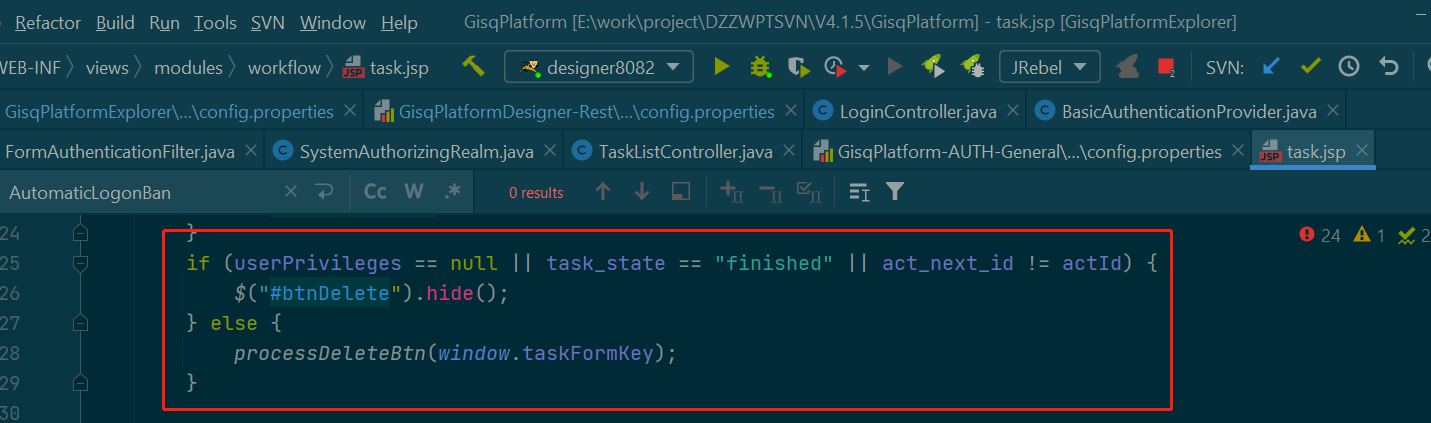 Refactor Build Run Tools SVN Window Help GisqPlatform [E:\work\project\DZZWPTSVN\V4.1.5\GisqPlatform] - task.jsp [GisqPlatformExplorer]
WEB-INF views modules workflow JSP task.jsp designer8082 JRebel 2 SVN:
GisqPlatformExplorer\...\config.properties GisqPlatformDesigner-Rest\...\config.properties C LoginController.java C BasicAuthenticationProvider.java
FormAuthenticationFilter.java C SystemAuthorizingRealm.java C TaskListController.java GisqPlatform-AUTH-General\...\config.properties JSP task.jsp
AutomaticLogonBan Cc W .* 0 results
24 } 24 1 2
25 if (userPrivileges == null || task_state == "finished" || act_next_id != actId) {
26 $("#btnDelete").hide();
27 } else {
28 processDeleteBtn(window.taskFormKey);
29 }
30